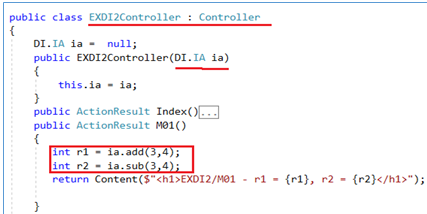 public class EXDI2Controller : Controller
{
DI.IA ia = null;
public EXDI2Controller(DI.IA ia)
{
this.ia = ia;
}
public ActionResult Index()...
public ActionResult M01()
{
int r1 = ia.add(3,4);
int r2 = ia.sub(3,4);
return Content($"<h1>EXDI2/M01 - r1 = {r1}, r2 = {r2}</h1>");
}